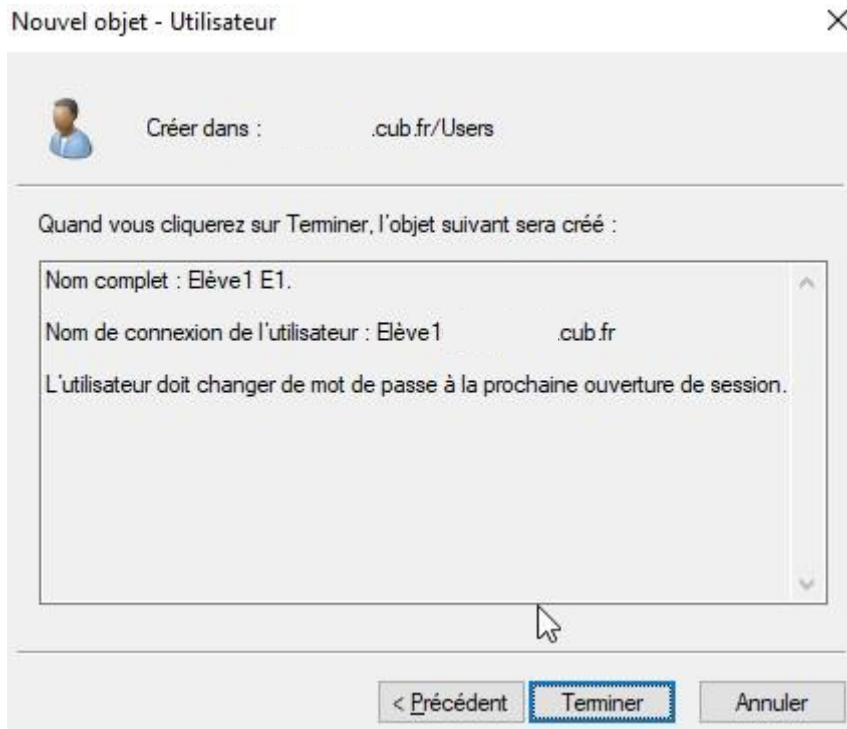 Nouvel objet - Utilisateur
Créer dans : .cub.fr/Users
Quand vous cliquerez sur Terminer, l'objet suivant sera créé :
Nom complet : Elève1 E1.
Nom de connexion de l'utilisateur : Elève1 .cub.fr
L'utilisateur doit changer de mot de passe à la prochaine ouverture de session.
< Précédent Terminer Annuler